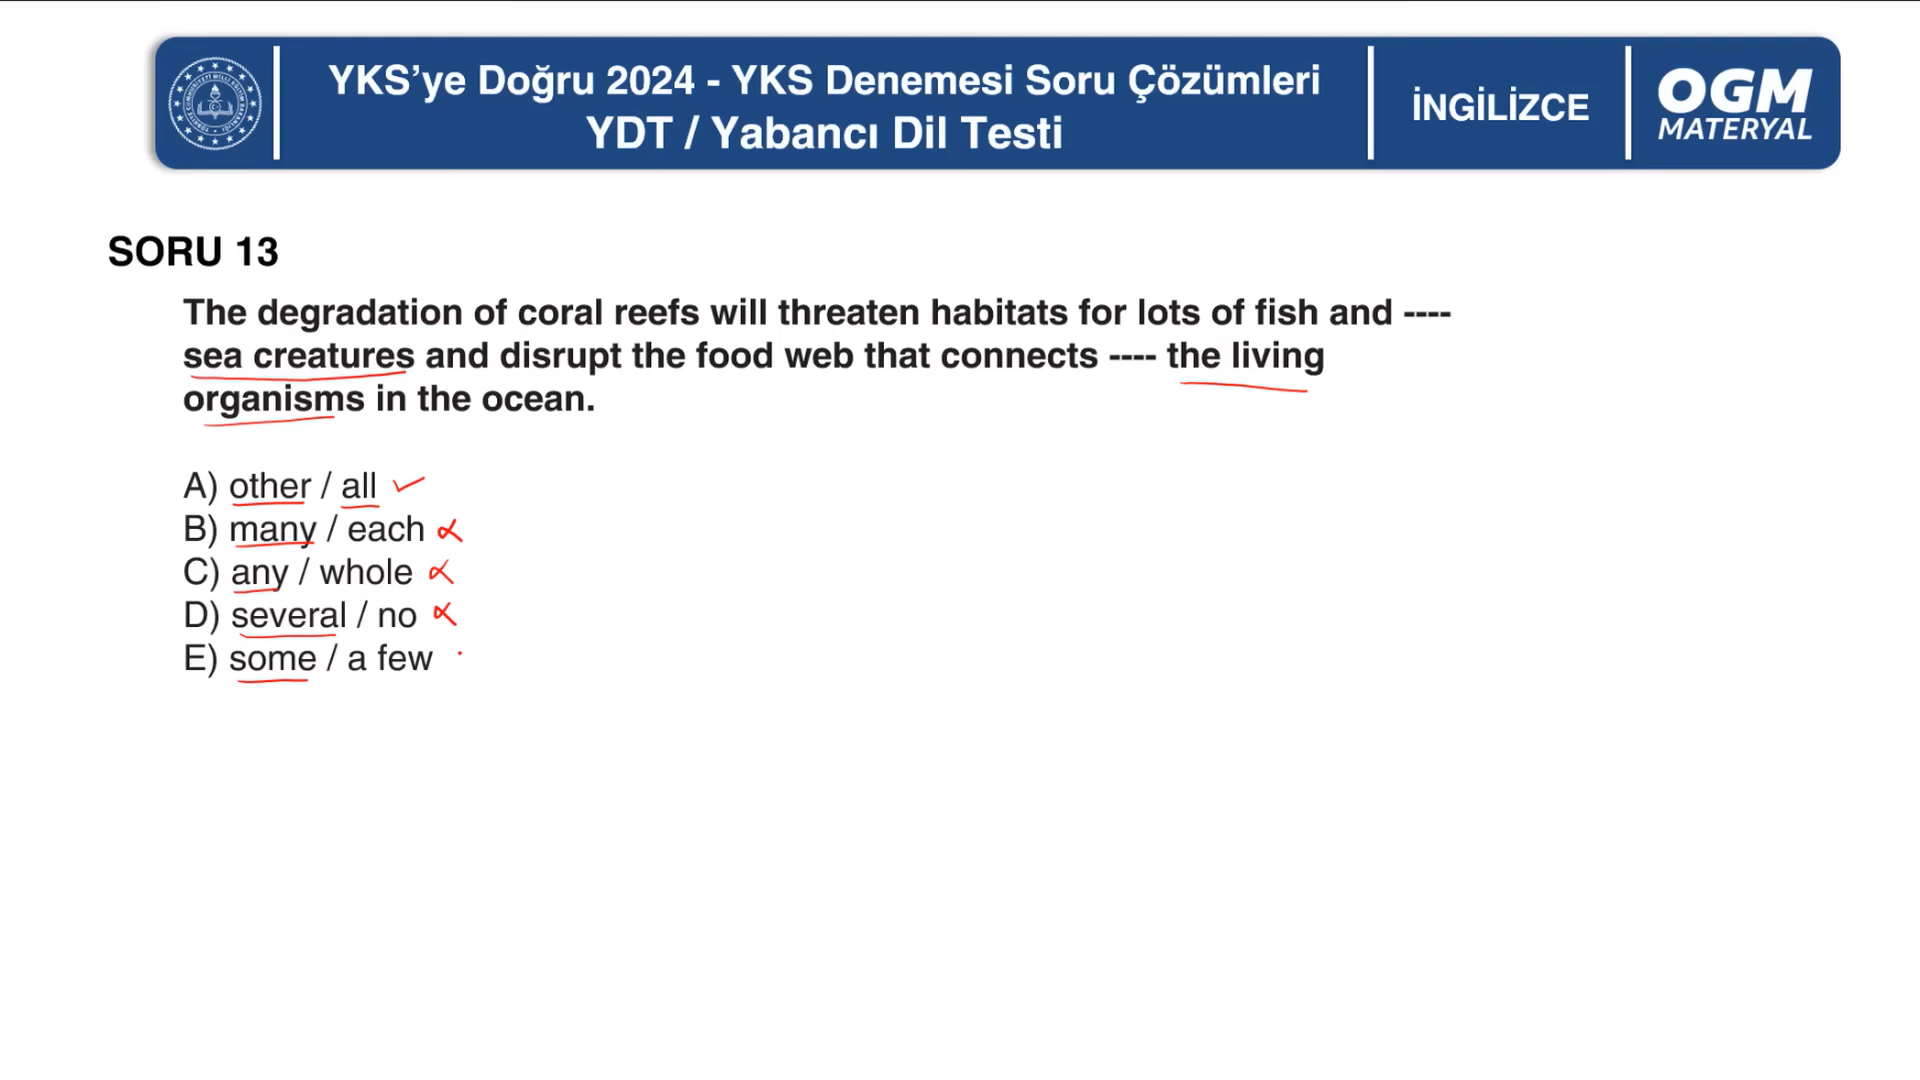 YKS’ye Doğru 2024 - YKS Denemesi Soru Çözümleri
YDT / Yabancı Dil Testi
İNGİLİZCE
OGM
MATERYAL
SORU 13
The degradation of coral reefs will threaten habitats for lots of fish and ----
sea creatures and disrupt the food web that connects ---- the living
organisms in the ocean.
A) other / all
B) many / each
C) any / whole
D) several / no
E) some / a few